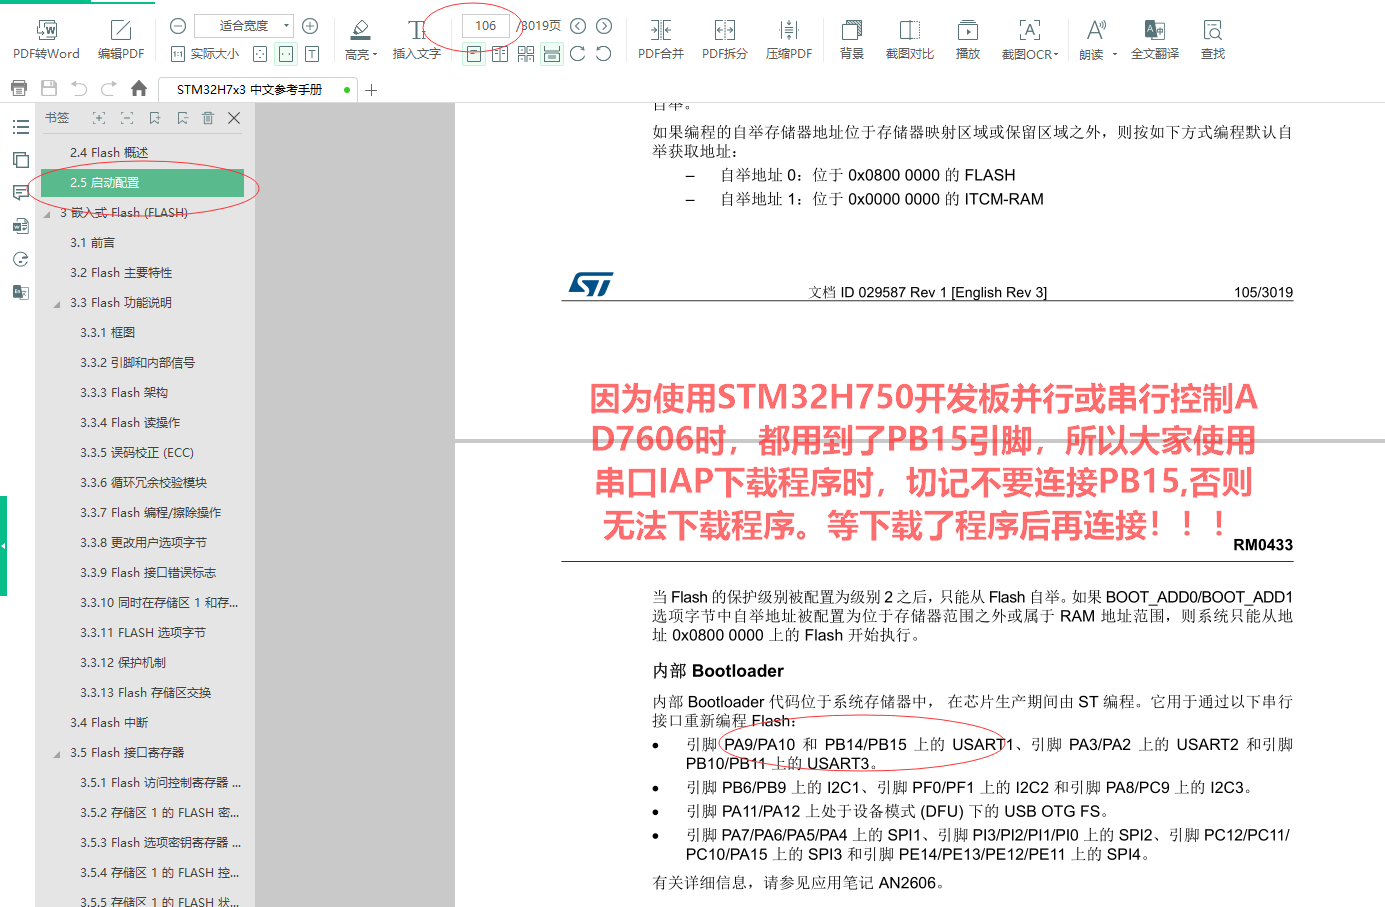 PDF转Word
编辑PDF
适合宽度
1:1 实际大小
高亮
插入文字
106 /3019页
PDF合并
PDF拆分
压缩PDF
背景
截图对比
播放
截图OCR
朗读
全文翻译
查找
STM32H7x3 中文参考手册
书签
2.4 Flash 概述
2.5 启动配置
3 嵌入式 Flash (FLASH)
3.1 前言
3.2 Flash 主要特性
3.3 Flash 功能说明
3.3.1 框图
3.3.2 引脚和内部信号
3.3.3 Flash 架构
3.3.4 Flash 读操作
3.3.5 误码校正 (ECC)
3.3.6 循环冗余校验模块
3.3.7 Flash 编程/擦除操作
3.3.8 更改用户选项字节
3.3.9 Flash 接口错误标志
3.3.10 同时在存储区 1 和存...
3.3.11 FLASH 选项字节
3.3.12 保护机制
3.3.13 Flash 存储区交换
3.4 Flash 中断
3.5 Flash 接口寄存器
3.5.1 Flash 访问控制寄存器 ...
3.5.2 存储区 1 的 FLASH 密...
3.5.3 Flash 选项密钥寄存器 ...
3.5.4 存储区 1 的 FLASH 控...
3.5.5 存储区 1 的 FLASH 状...
自举。
如果编程的自举存储器地址位于存储器映射区域或保留区域之外，则按如下方式编程默认自
举获取地址：
– 自举地址 0：位于 0x0800 0000 的 FLASH
– 自举地址 1：位于 0x0000 0000 的 ITCM-RAM
ST
文档 ID 029587 Rev 1 [English Rev 3]
105/3019
因为使用STM32H750开发板并行或串行控制A
D7606时，都用到了PB15引脚，所以大家使用
串口IAP下载程序时，切记不要连接PB15,否则
无法下载程序。等下载了程序后再连接！！！
RM0433
当 Flash 的保护级别被配置为级别 2 之后，只能从 Flash 自举。如果 BOOT_ADD0/BOOT_ADD1
选项字节中自举地址被配置为位于存储器范围之外或属于 RAM 地址范围，则系统只能从地
址 0x0800 0000 上的 Flash 开始执行。
内部 Bootloader
内部 Bootloader 代码位于系统存储器中， 在芯片生产期间由 ST 编程。它用于通过以下串行
接口重新编程 Flash：
• 引脚 PA9/PA10 和 PB14/PB15 上的 USART1、引脚 PA3/PA2 上的 USART2 和引脚
PB10/PB11 上的 USART3。
• 引脚 PB6/PB9 上的 I2C1、引脚 PF0/PF1 上的 I2C2 和引脚 PA8/PC9 上的 I2C3。
• 引脚 PA11/PA12 上处于设备模式 (DFU) 下的 USB OTG FS。
• 引脚 PA7/PA6/PA5/PA4 上的 SPI1、引脚 PI3/PI2/PI1/PI0 上的 SPI2、引脚 PC12/PC11/
PC10/PA15 上的 SPI3 和引脚 PE14/PE13/PE12/PE11 上的 SPI4。
有关详细信息，请参见应用笔记 AN2606。